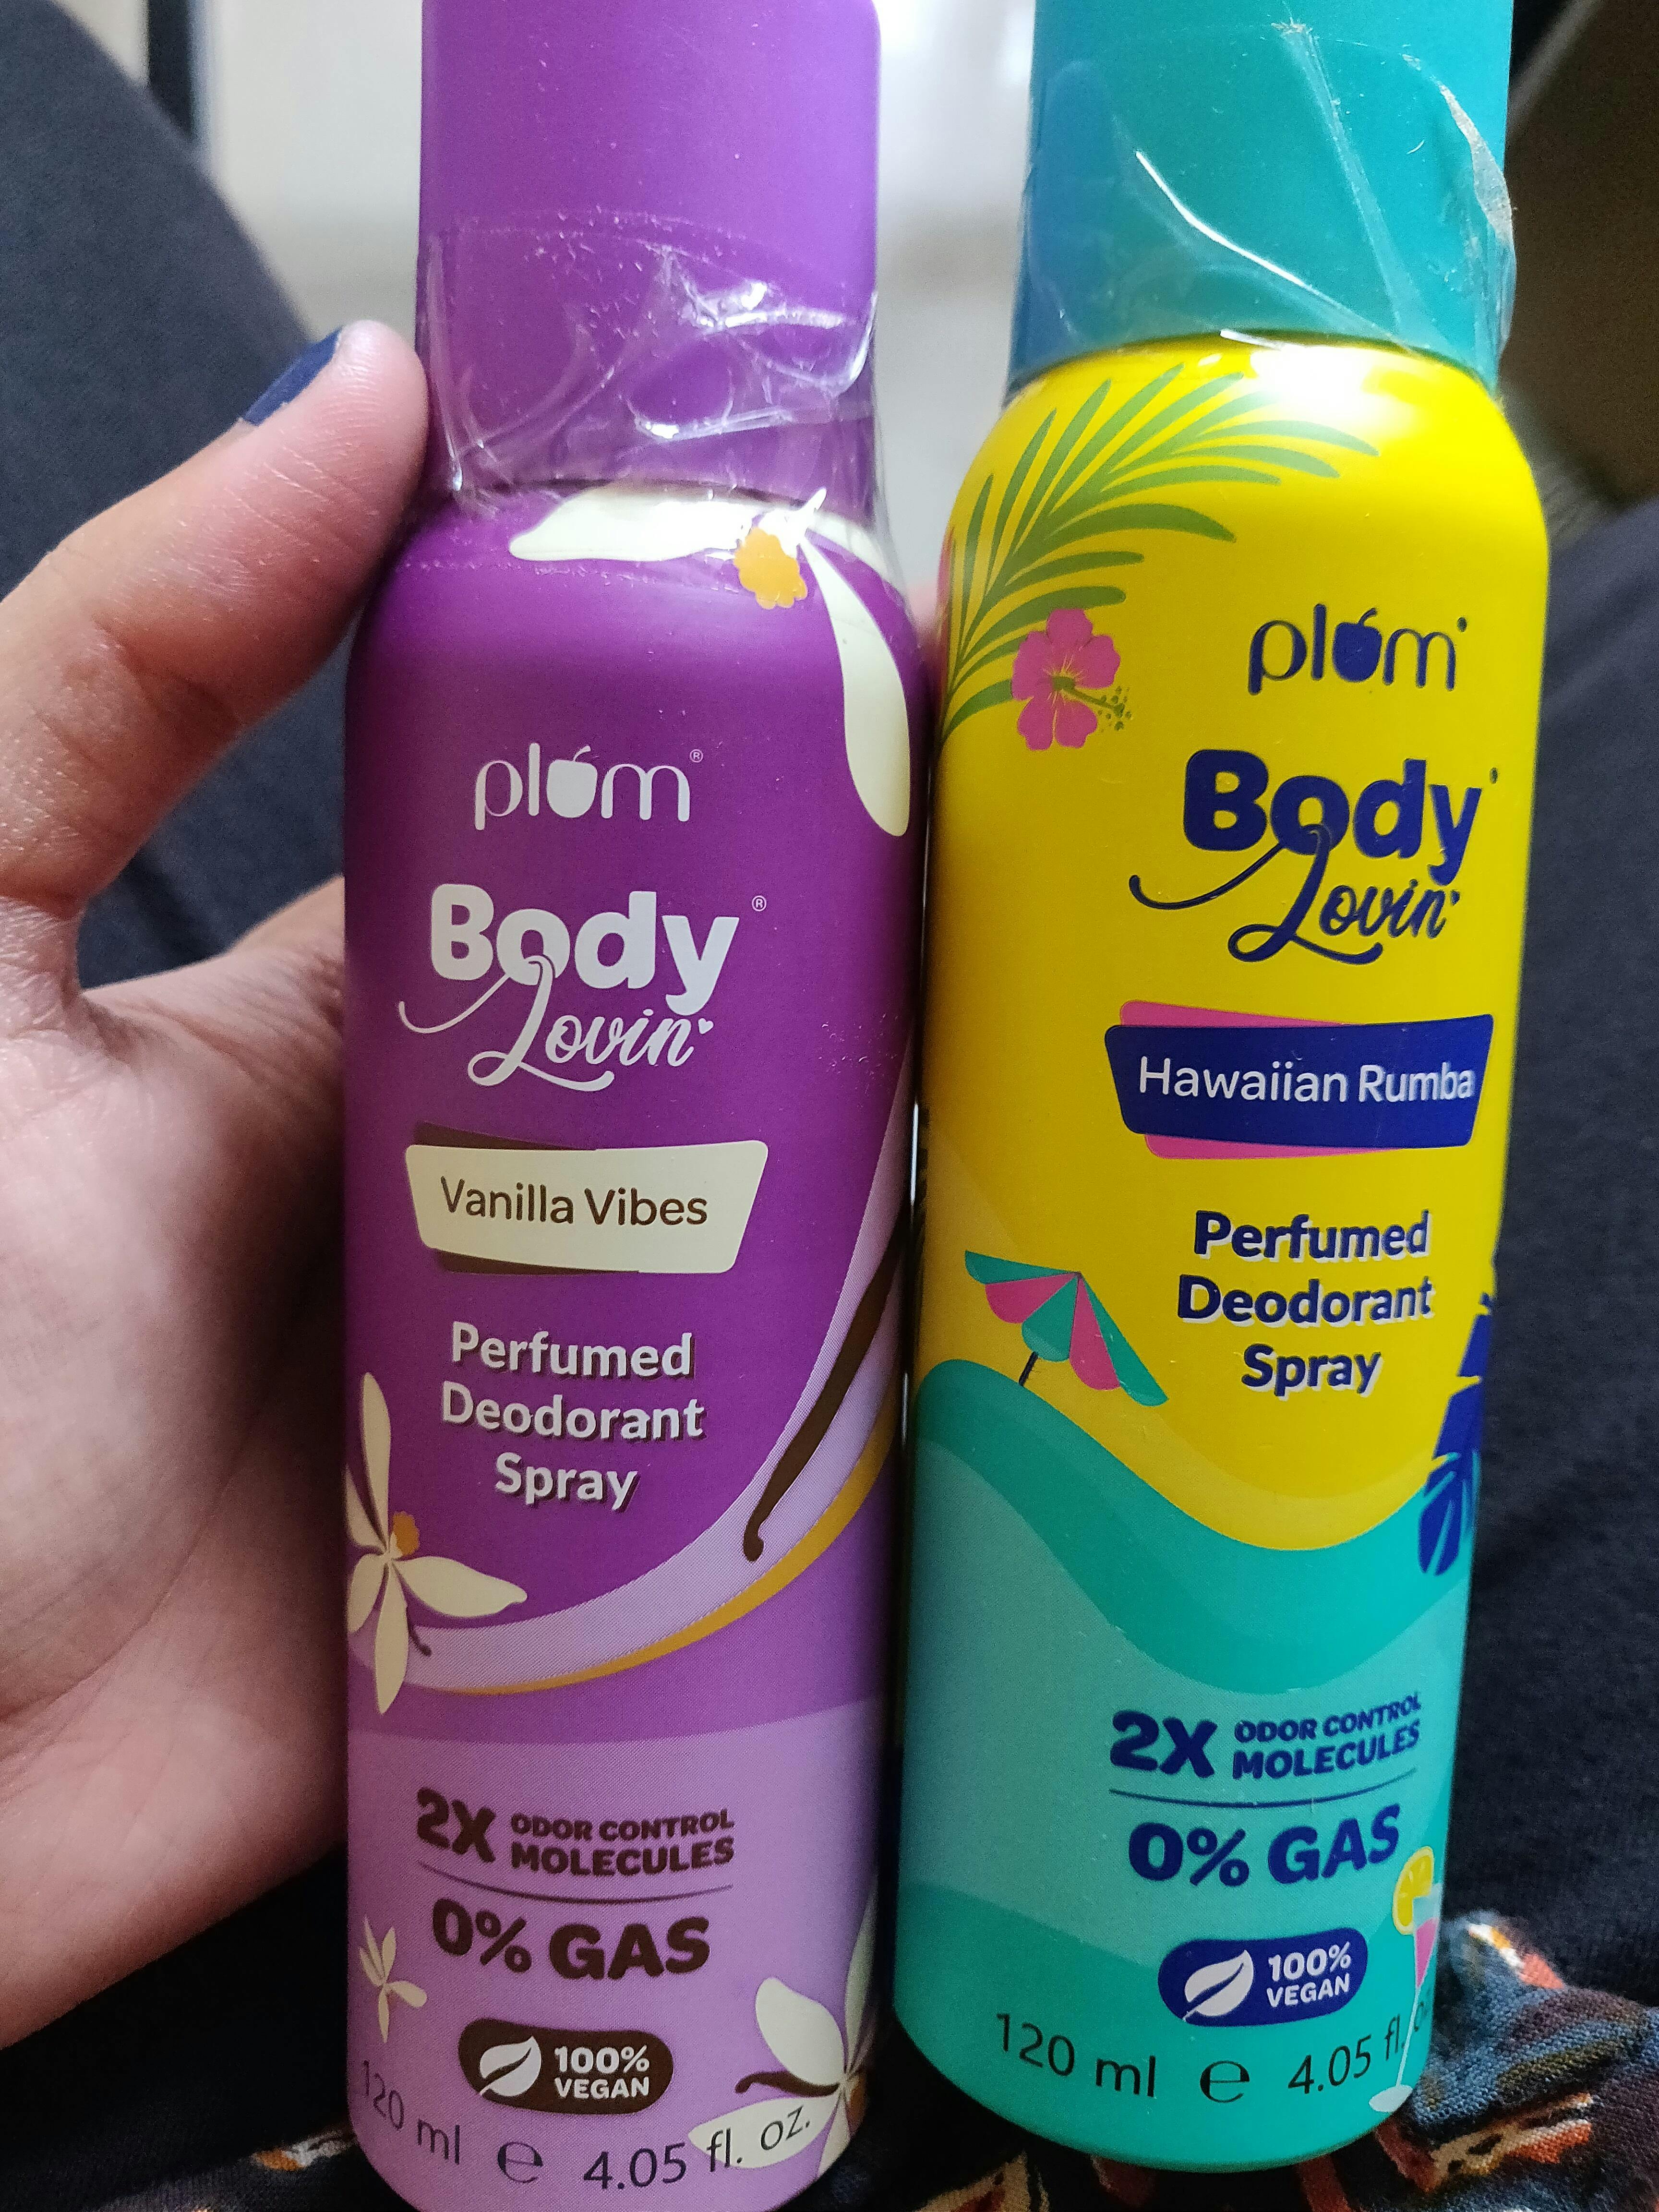 plum®
Body®
Lovin'
Vanilla Vibes
Perfumed
Deodorant
Spray
2X ODOR CONTROL
MOLECULES
0% GAS
100%
VEGAN
120 ml e 4.05 fl. oz.
plum
Body
Lovin'
Hawaiian Rumba
Perfumed
Deodorant
Spray
2X ODOR CONTROL
MOLECULES
0% GAS
100%
VEGAN
120 ml e 4.05 fl.